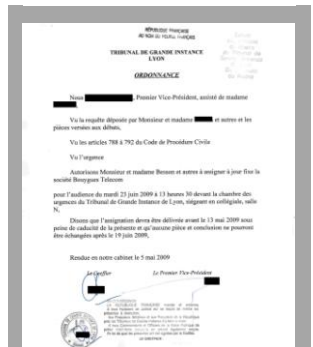 RÉPUBLIQUE FRANÇAISE
AU NOM DU PEUPLE FRANÇAIS
TRIBUNAL DE GRANDE INSTANCE
LYON
ORDONNANCE
Nous , Premier Vice-Président, assisté de madame
,
Vu la requête déposée par Monsieur et madame et autres et les
pièces versées aux débats,
Vu les articles 788 à 792 du Code de Procédure Civile
Vu l'urgence
Autorisons Monsieur et madame et autres à assigner à jour fixe la
société Bouygues Telecom
pour l'audience du mardi 23 juin 2009 à 13 heures 30 devant la chambre des
urgences du Tribunal de Grande Instance de Lyon, siégeant en collégiale, salle
N,
Disons que l'assignation devra être délivrée avant le 13 mai 2009 sous
peine de caducité de la présente et qu'aucune pièce et conclusion ne pourront
être échangées après le 19 juin 2009,
Rendue en notre cabinet le 5 mai 2009
Le Greffier Le Premier Vice-Président